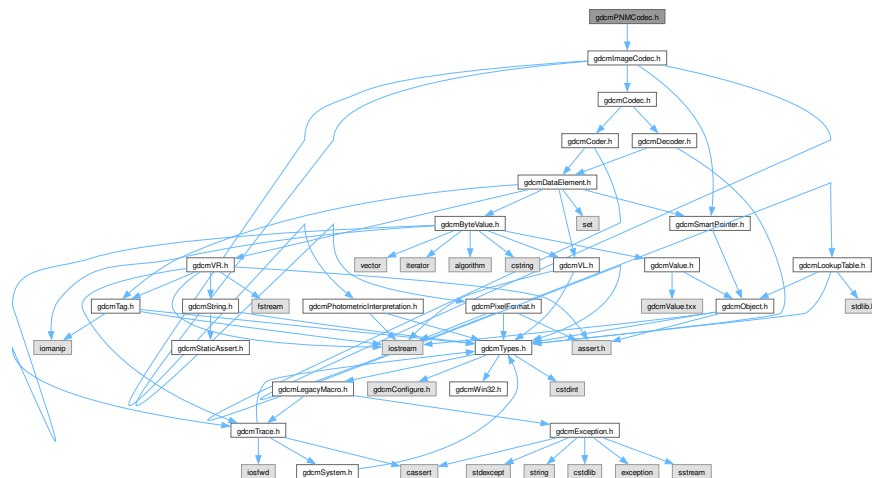 gdcmPNMCodec.h
gdcmImageCodec.h
gdcmCodec.h
gdcmCoder.h
gdcmDecoder.h
gdcmDataElement.h
set
gdcmByteValue.h
gdcmSmartPointer.h
gdcmVR.h
vector
iterator
algorithm
cstring
gdcmVL.h
gdcmValue.h
gdcmLookupTable.h
gdcmTag.h
gdcmString.h
fstream
gdcmPhotometricInterpretation.h
gdcmPixelFormat.h
gdcmValue.txx
gdcmObject.h
stdlib.h
iomanip
gdcmStaticAssert.h
iostream
gdcmTypes.h
assert.h
gdcmLegacyMacro.h
gdcmConfigure.h
gdcmWin32.h
cstdint
gdcmTrace.h
gdcmException.h
iosfwd
gdcmSystem.h
cassert
stdexcept
string
cstdlib
exception
sstream